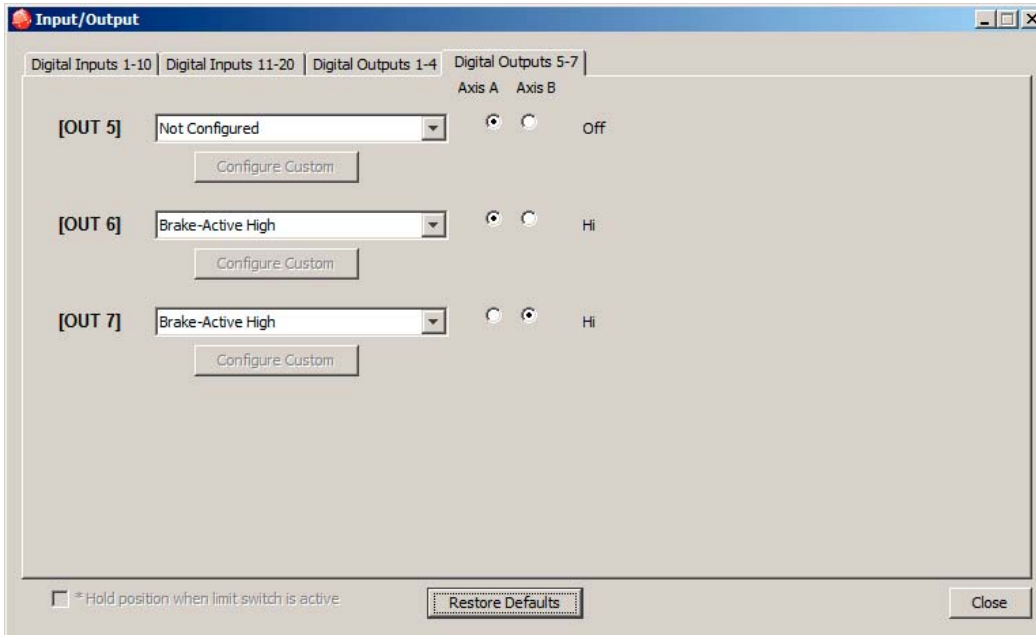 Input/Output
Digital Inputs 1-10 Digital Inputs 11-20 Digital Outputs 1-4 Digital Outputs 5-7
Axis A Axis B
[OUT 5] Not Configured Off
Configure Custom
[OUT 6] Brake-Active High Hi
Configure Custom
[OUT 7] Brake-Active High Hi
Configure Custom
*Hold position when limit switch is active Restore Defaults Close